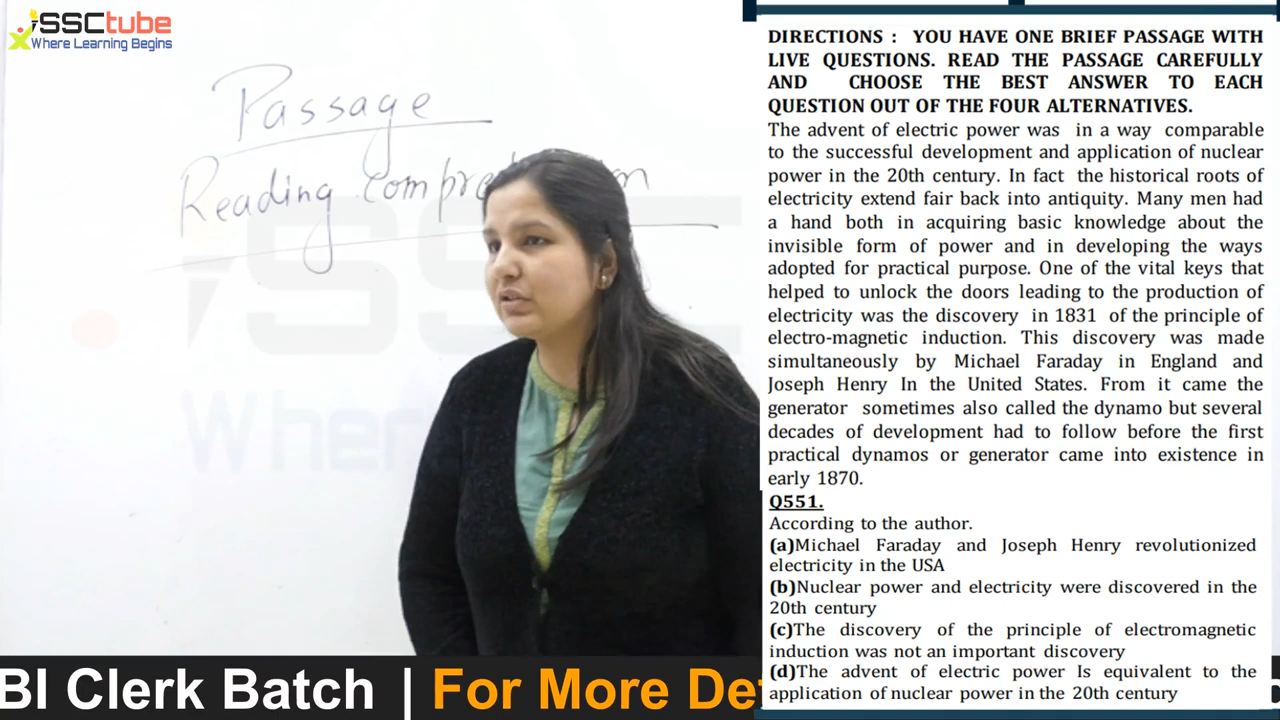 SSCtube
Where Learning Begins
Passage
Reading
DIRECTIONS : YOU HAVE ONE BRIEF PASSAGE WITH
LIVE QUESTIONS. READ THE PASSAGE CAREFULLY
AND CHOOSE THE BEST ANSWER TO EACH
QUESTION OUT OF THE FOUR ALTERNATIVES.
The advent of electric power was in a way comparable
to the successful development and application of nuclear
power in the 20th century. In fact the historical roots of
electricity extend fair back into antiquity. Many men had
a hand both in acquiring basic knowledge about the
invisible form of power and in developing the ways
adopted for practical purpose. One of the vital keys that
helped to unlock the doors leading to the production of
electricity was the discovery in 1831 of the principle of
electro-magnetic induction. This discovery was made
simultaneously by Michael Faraday in England and
Joseph Henry In the United States. From it came the
generator sometimes also called the dynamo but several
decades of development had to follow before the first
practical dynamos or generator came into existence in
early 1870.
Q551.
According to the author.
(a)Michael Faraday and Joseph Henry revolutionized
electricity in the USA
(b)Nuclear power and electricity were discovered in the
20th century
(c)The discovery of the principle of electromagnetic
induction was not an important discovery
(d)The advent of electric power Is equivalent to the
application of nuclear power in the 20th century
BI Clerk Batch | For More De